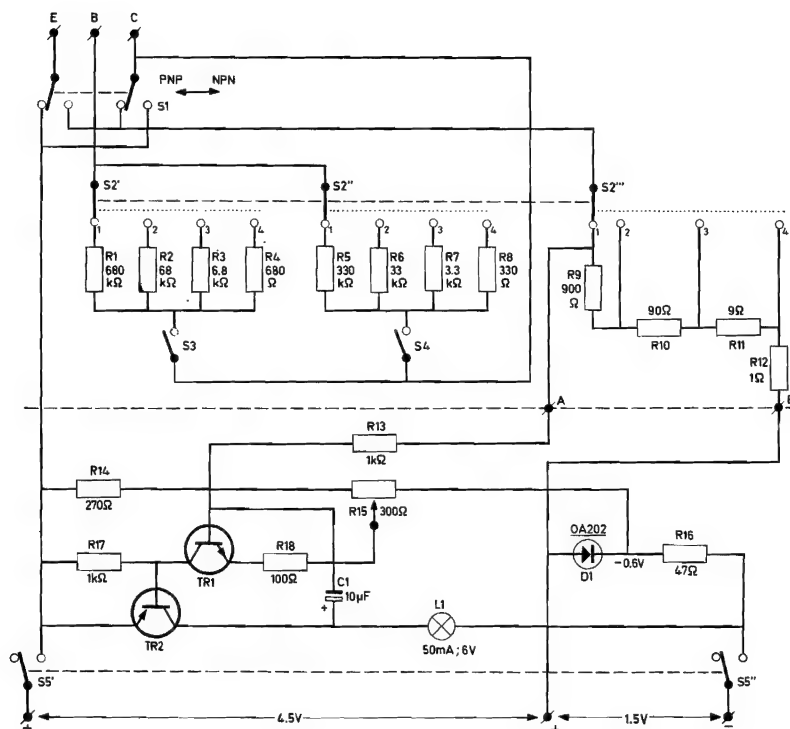 E B C
PNP NPN
S1
S2' S2'' S2'''
1 2 3 4 1 2 3 4 1 2 3 4
R1 680 kΩ
R2 68 kΩ
R3 6.8 kΩ
R4 680 Ω
R5 330 kΩ
R6 33 kΩ
R7 3.3 kΩ
R8 330 Ω
R9 900 Ω
90Ω R10
9Ω R11
R12 1Ω
S3 S4
A
R13 1kΩ
R14 270Ω
R15 300Ω
OA202 D1
-0.6V
R16 47Ω
R17 1kΩ
TR1
R18 100Ω
C1 10µF +
TR2
L1
50mA; 6V
S5' S5''
+ 4.5V + 1.5V −